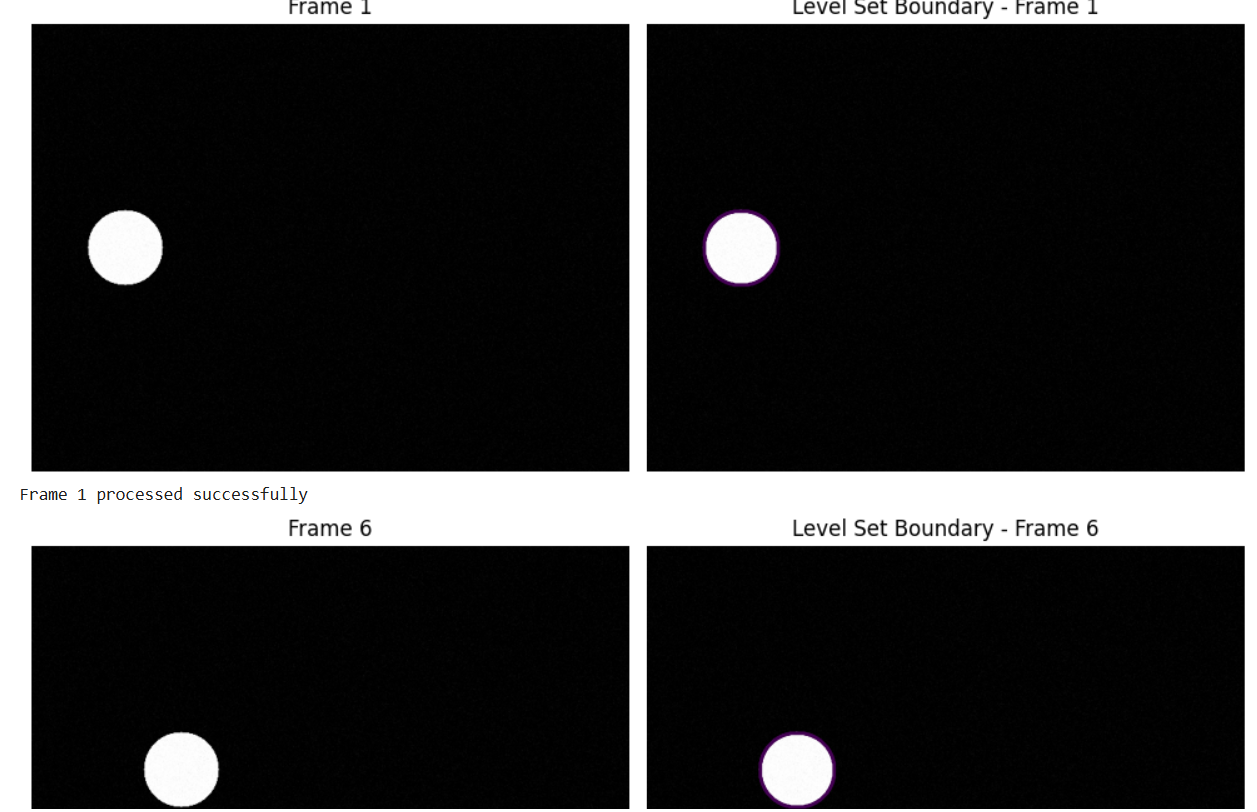 Frame 1
Level Set Boundary - Frame 1
Frame 1 processed successfully
Frame 6
Level Set Boundary - Frame 6